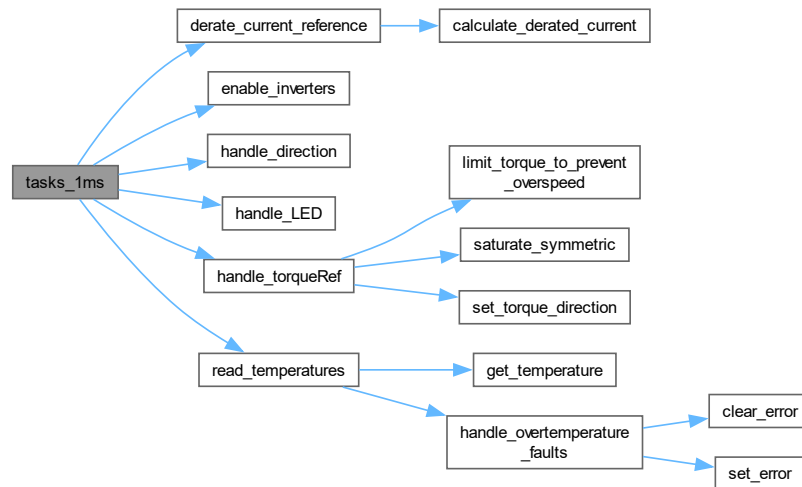 derate_current_reference
calculate_derated_current
enable_inverters
handle_direction
limit_torque_to_prevent
_overspeed
tasks_1ms
handle_LED
saturate_symmetric
handle_torqueRef
set_torque_direction
read_temperatures
get_temperature
clear_error
handle_overtemperature
_faults
set_error